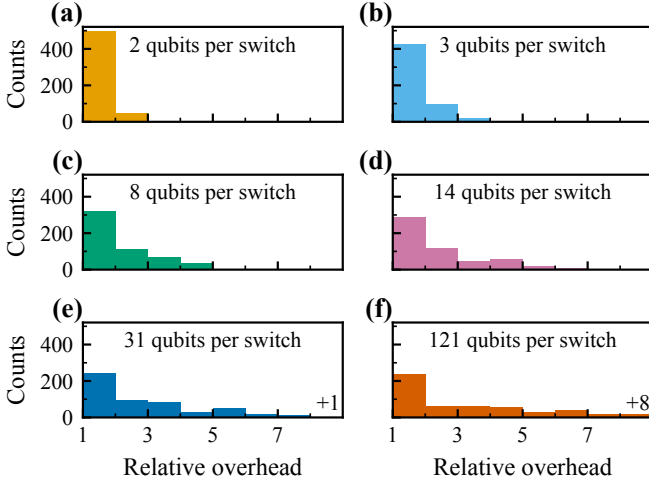 (a)
(b)
2 qubits per switch
3 qubits per switch
Counts
400
200
0
(c)
(d)
8 qubits per switch
14 qubits per switch
Counts
400
200
0
(e)
(f)
31 qubits per switch
121 qubits per switch
Counts
400
200
0
+1
+8
1 3 5 7
1 3 5 7
Relative overhead
Relative overhead